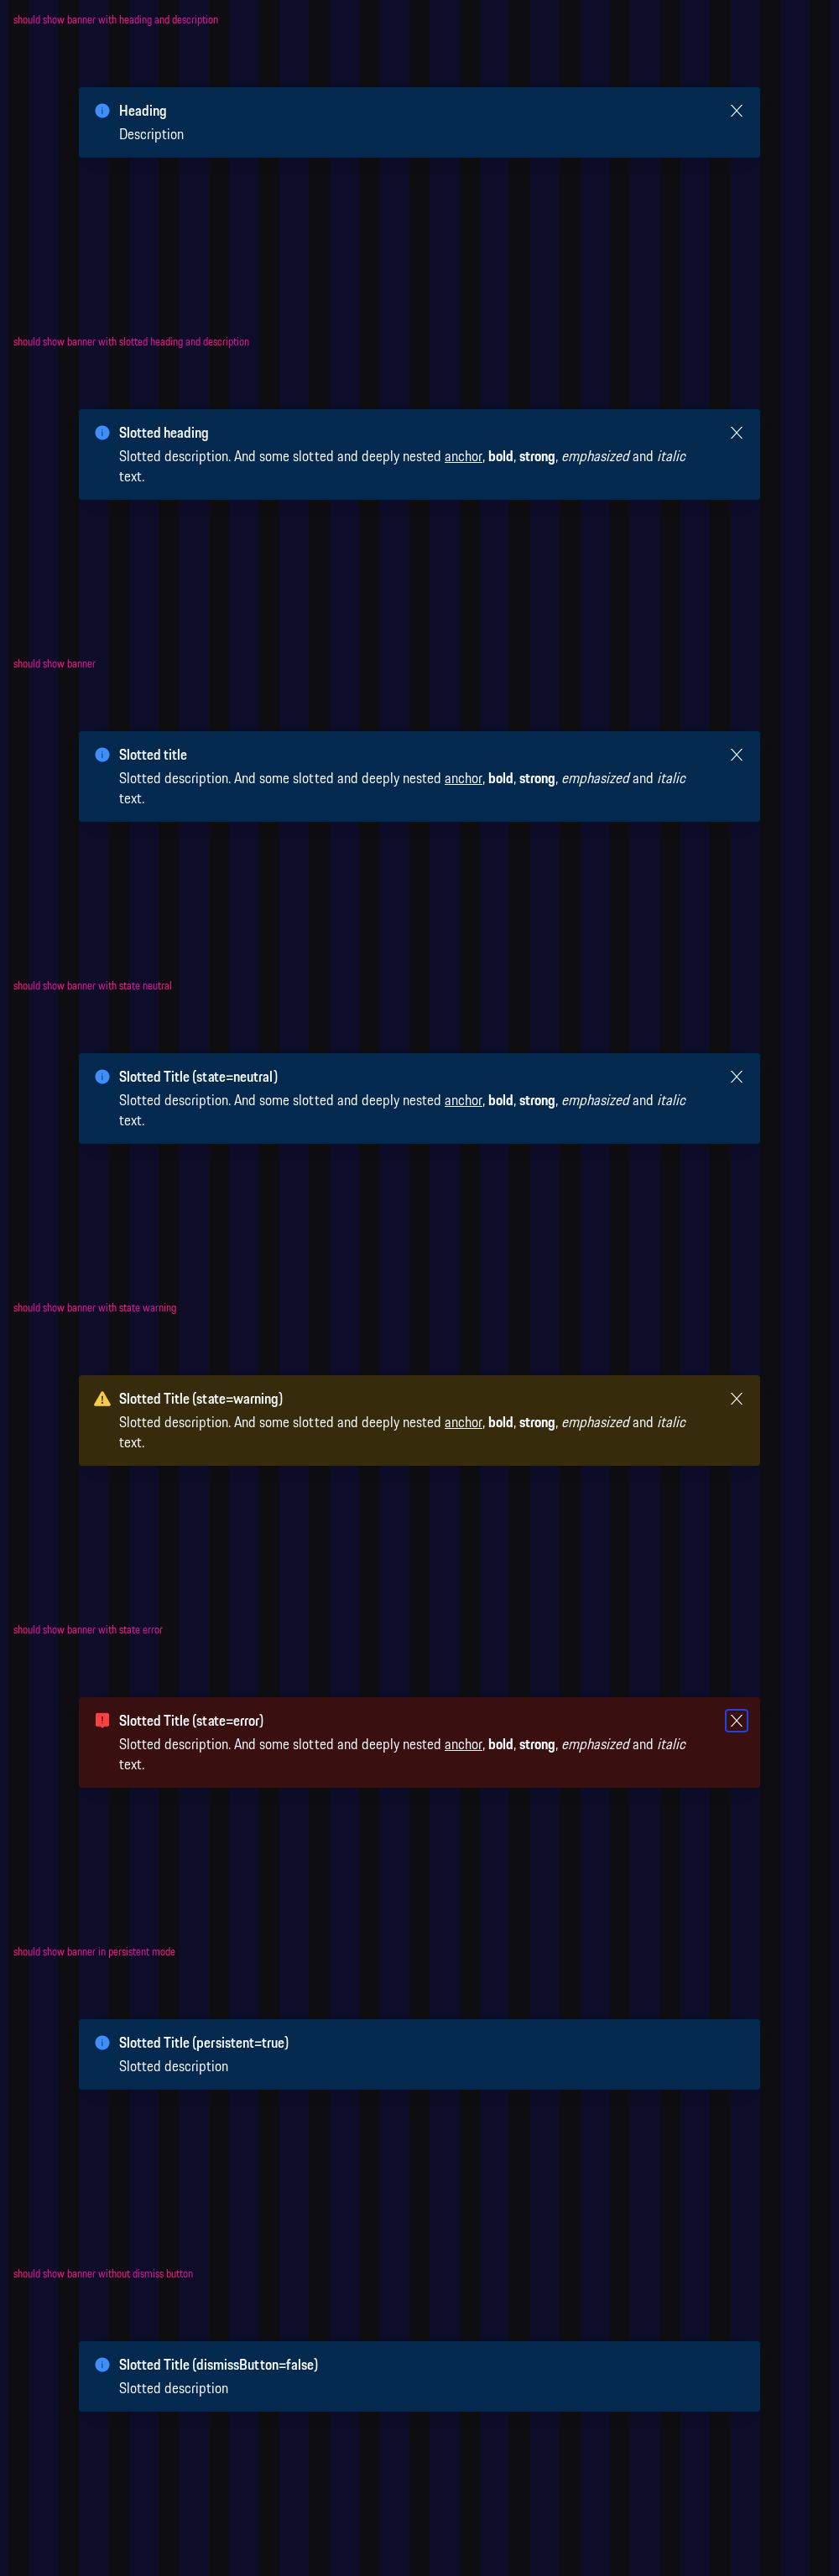 should show banner with heading and description
Heading
Description
should show banner with slotted heading and description
Slotted heading
Slotted description. And some slotted and deeply nested anchor, bold, strong, emphasized and italic
text.
should show banner
Slotted title
Slotted description. And some slotted and deeply nested anchor, bold, strong, emphasized and italic
text.
should show banner with state neutral
Slotted Title (state=neutral)
Slotted description. And some slotted and deeply nested anchor, bold, strong, emphasized and italic
text.
should show banner with state warning
Slotted Title (state=warning)
Slotted description. And some slotted and deeply nested anchor, bold, strong, emphasized and italic
text.
should show banner with state error
Slotted Title (state=error)
Slotted description. And some slotted and deeply nested anchor, bold, strong, emphasized and italic
text.
should show banner in persistent mode
Slotted Title (persistent=true)
Slotted description
should show banner without dismiss button
Slotted Title (dismissButton=false)
Slotted description